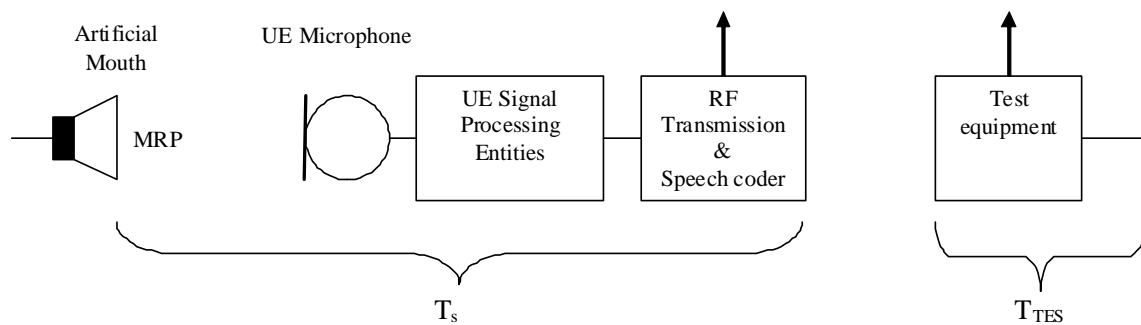 Artificial
Mouth
MRP
UE Microphone
UE Signal
Processing
Entities
RF
Transmission
&
Speech coder
Test
equipment
Ts
TTES